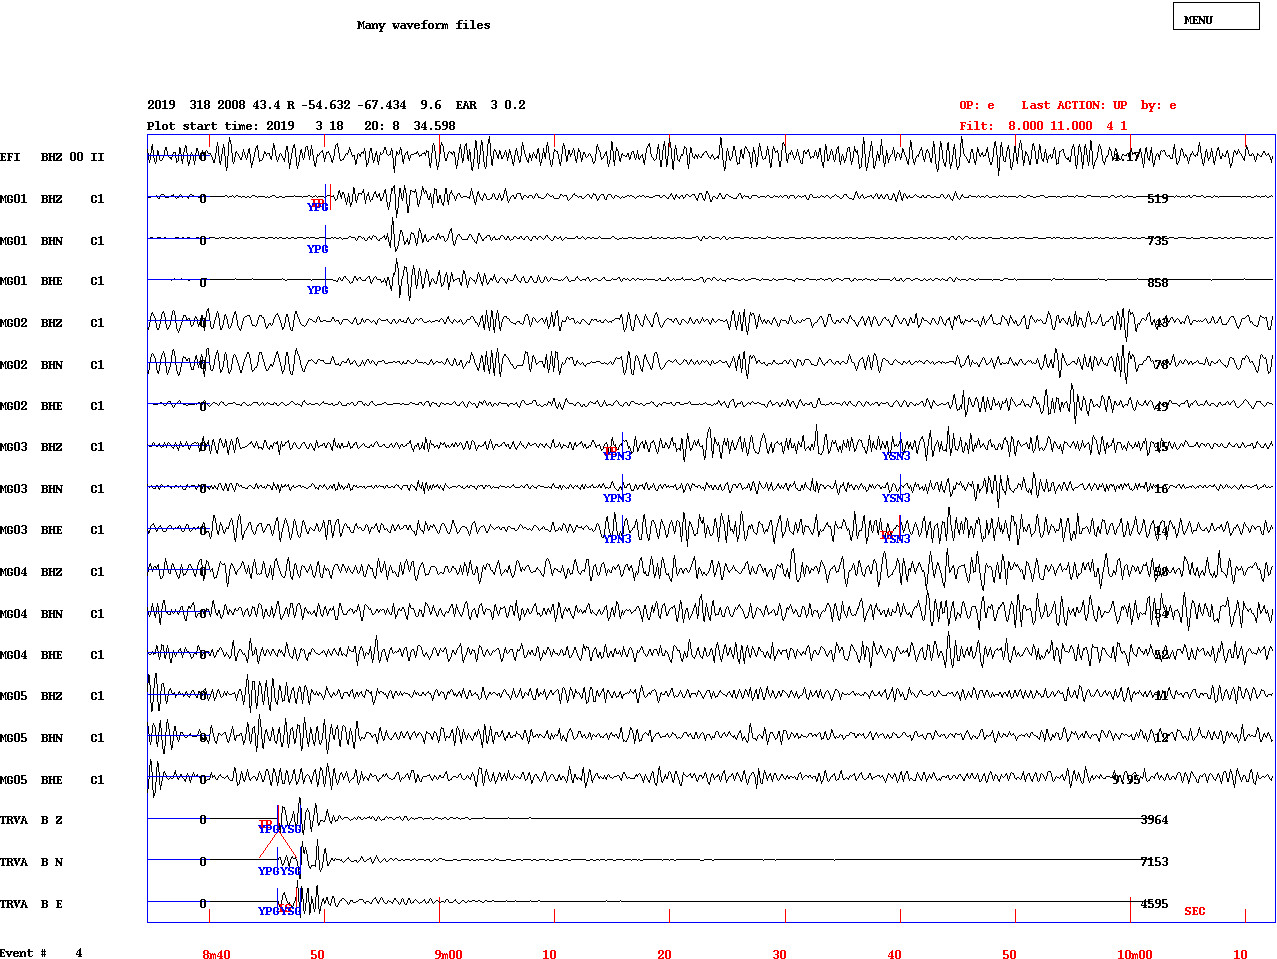 MENU
Many waveform files
2019  318 2008 43.4 R -54.632 -67.434  9.6  EAR  3 0.2
OP: e    Last ACTION: UP  by: e
Plot start time: 2019   3 18   20: 8  34.598
Filt:  8.000 11.000  4 1
EFI   BHZ 00 II 0 4.17
MG01  BHZ    C1 0 519
YPG
MG01  BHN    C1 0 735
YPG
MG01  BHE    C1 0 858
YPG
MG02  BHZ    C1 0 43
MG02  BHN    C1 0 78
MG02  BHE    C1 0 49
MG03  BHZ    C1 0 15
YPN3 YSN3
MG03  BHN    C1 0 16
YPN3 YSN3
MG03  BHE    C1 0 14
YPN3 YSN3
MG04  BHZ    C1 0 58
MG04  BHN    C1 0 54
MG04  BHE    C1 0 52
MG05  BHZ    C1 0 11
MG05  BHN    C1 0 12
MG05  BHE    C1 0 9.95
TRVA  B Z 0 3964
YPG YSG
TRVA  B N 0 7153
YPG YSG
TRVA  B E 0 4595
YPG YSG SEC
Event #    4 8m40 50 9m00 10 20 30 40 50 10m00 10